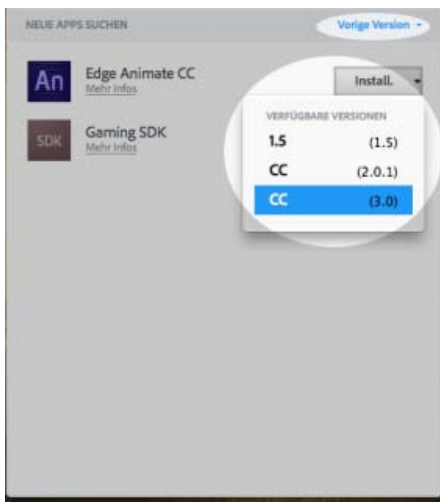 NEUE APPS SUCHEN Vorige Version
An Edge Animate CC Install.
Mehr Infos
VERFÜGBARE VERSIONEN
SDK Gaming SDK
Mehr Infos
1.5 (1.5)
CC (2.0.1)
CC (3.0)